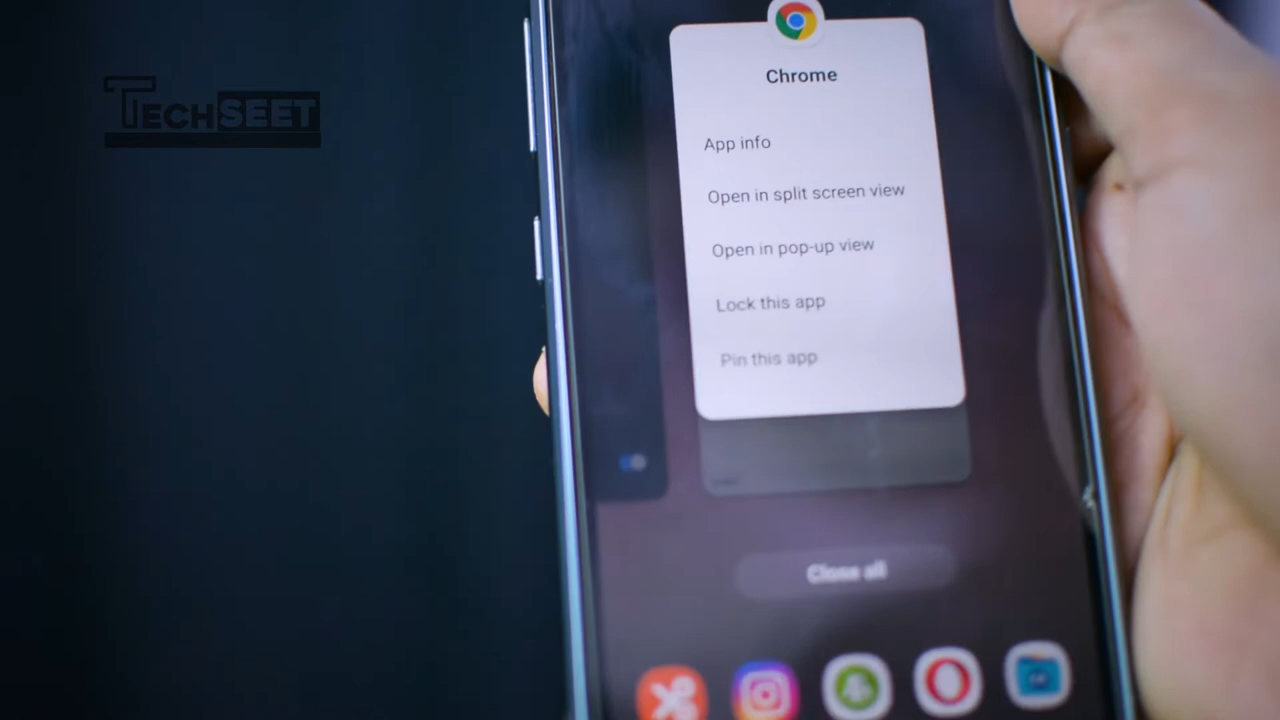 TECHSEET
Chrome
App info
Open in split screen view
Open in pop-up view
Lock this app
Pin this app
Close all